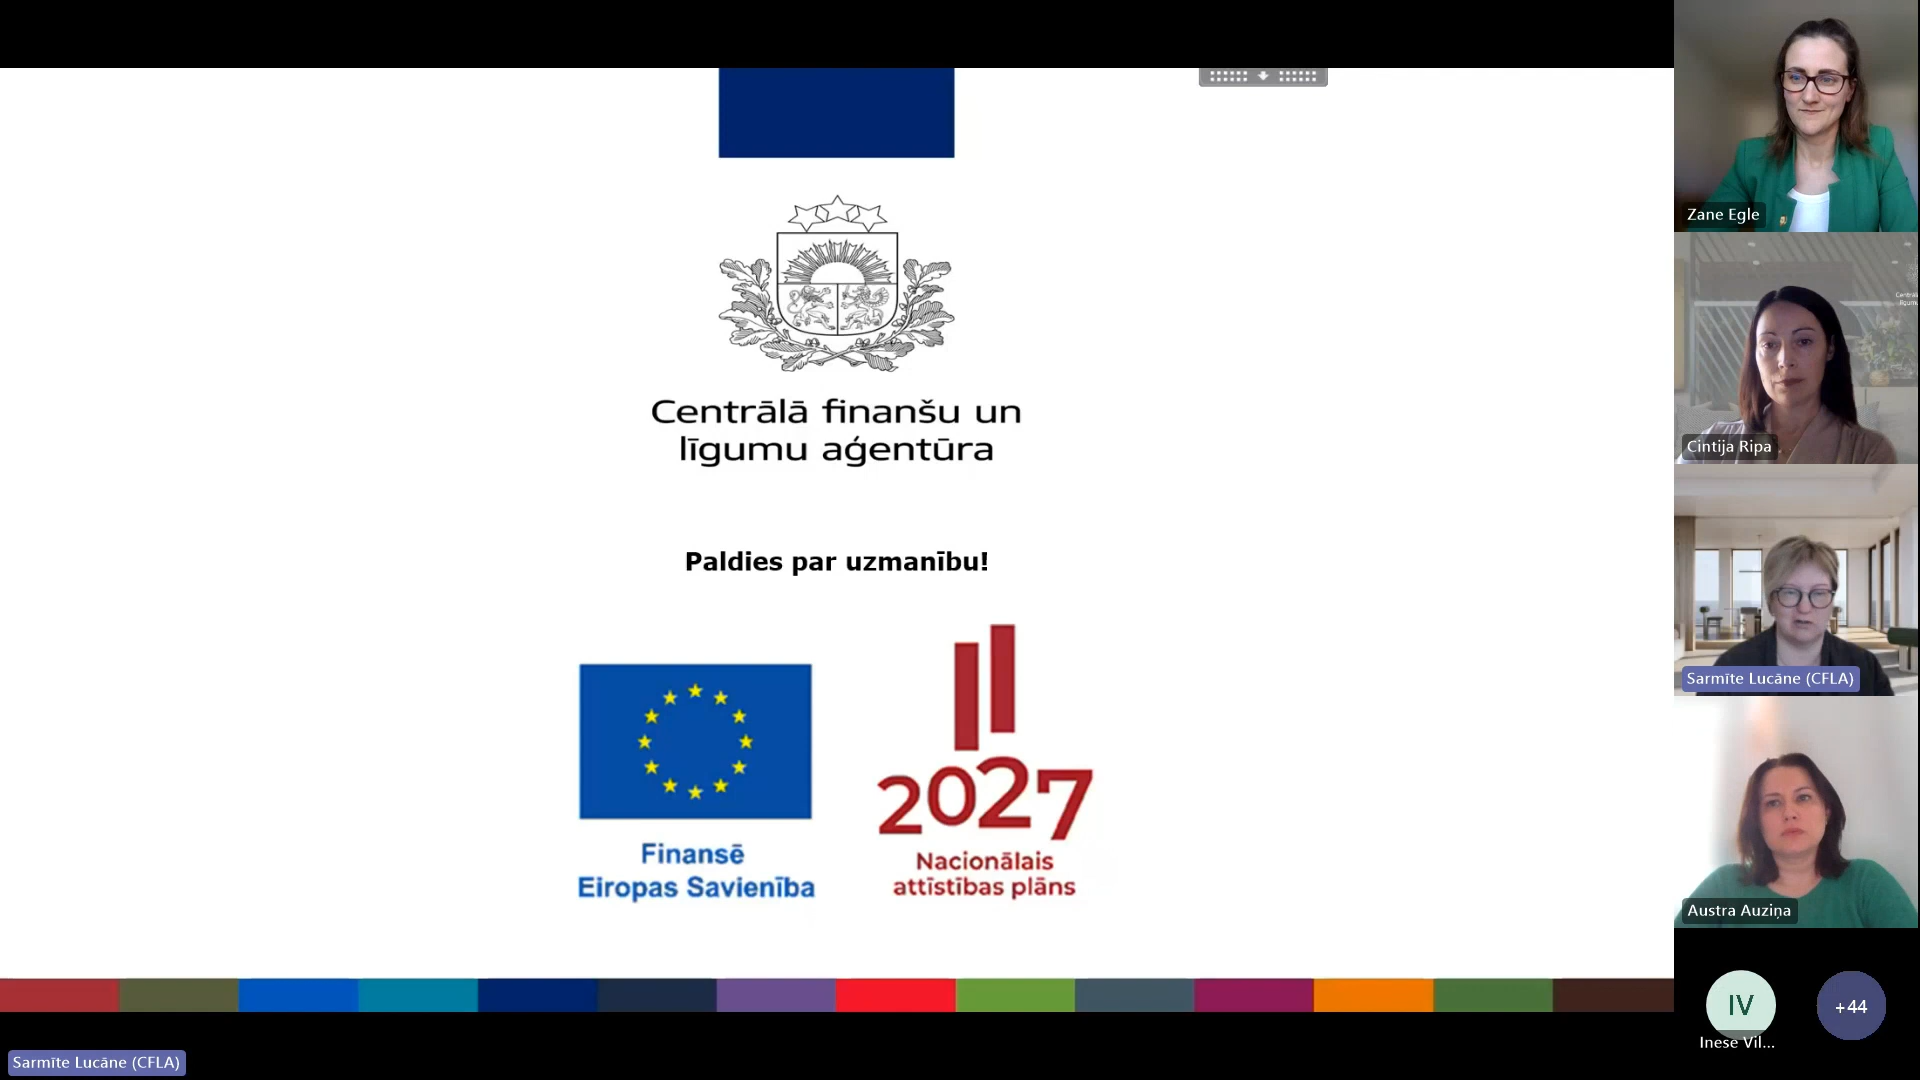 Centrālā finanšu un
līgumu aģentūra
Paldies par uzmanību!
Finansē
Eiropas Savienība
2027
Nacionālais
attīstības plāns
Sarmīte Lucāne (CFLA)
Zane Egle
Cintija Ripa
Sarmīte Lucāne (CFLA)
Austra Auziņa
IV
Inese Vil...
+44